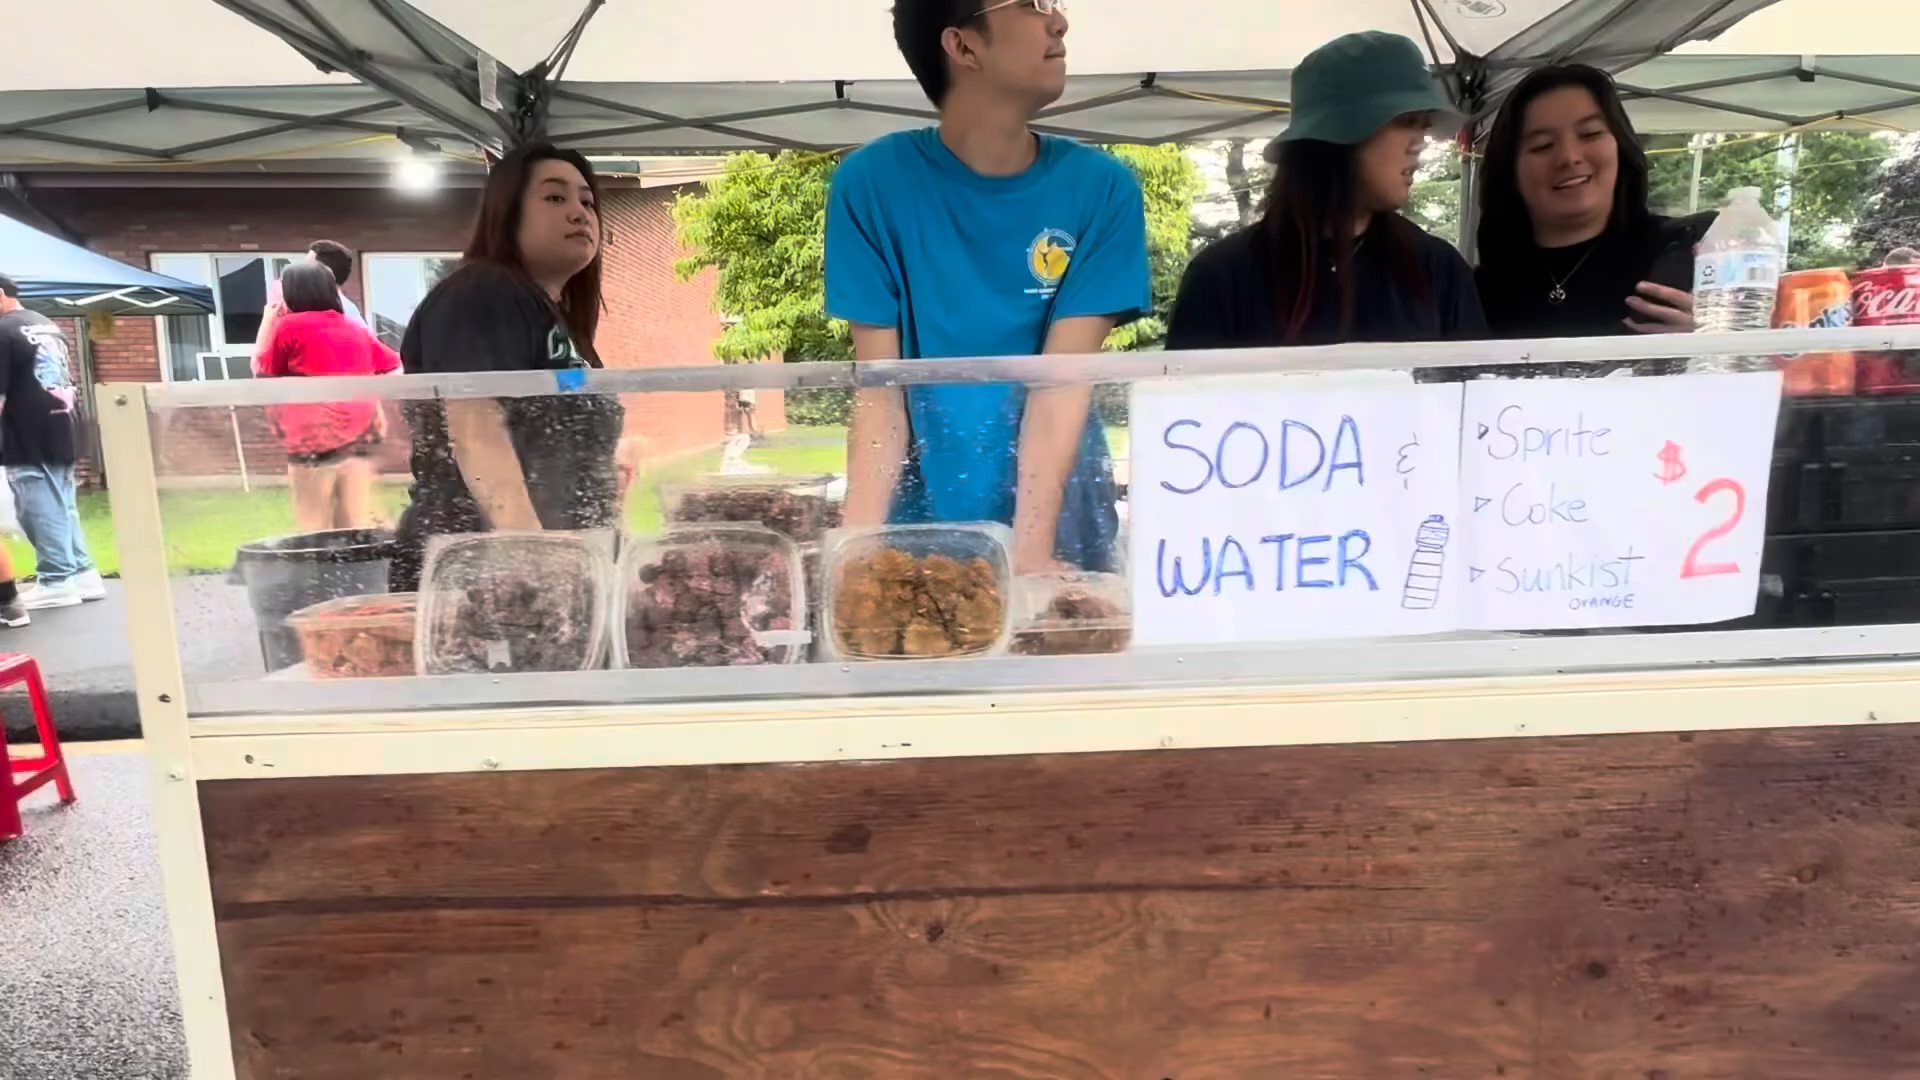 SODA &
WATER
Sprite
Coke
Sunkist
ORANGE
$2